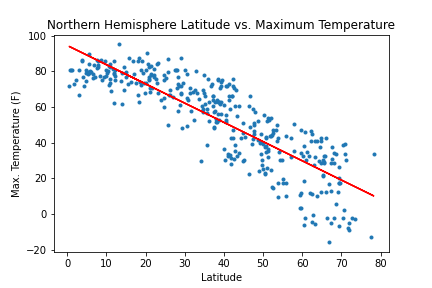 Northern Hemisphere Latitude vs. Maximum Temperature
100
80
60
40
20
0
−20
Max. Temperature (F)
0 10 20 30 40 50 60 70 80
Latitude